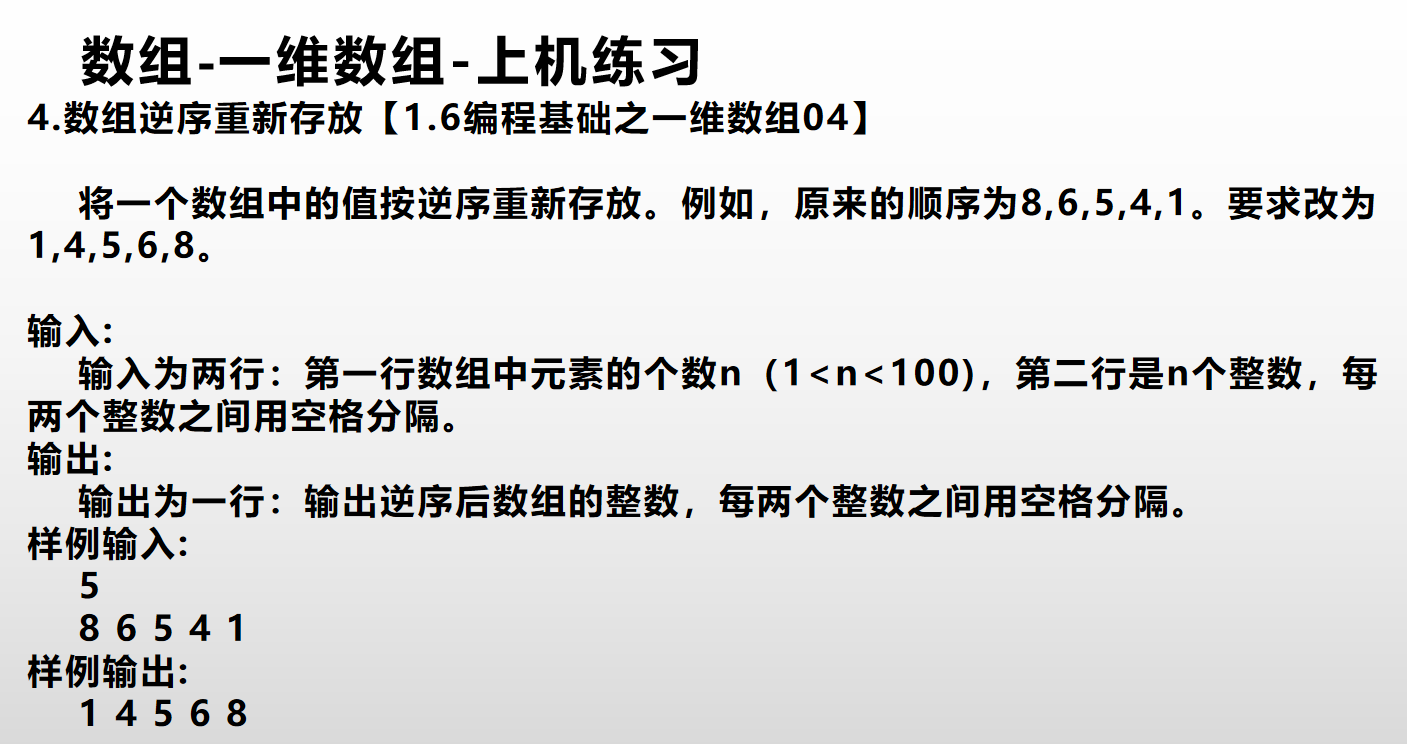 数组-一维数组-上机练习
4.数组逆序重新存放【1.6编程基础之一维数组04】
将一个数组中的值按逆序重新存放。例如，原来的顺序为8,6,5,4,1。要求改为
1,4,5,6,8。
输入:
输入为两行：第一行数组中元素的个数n（1<n<100)，第二行是n个整数，每
两个整数之间用空格分隔。
输出:
输出为一行：输出逆序后数组的整数，每两个整数之间用空格分隔。
样例输入:
5
8 6 5 4 1
样例输出:
1 4 5 6 8